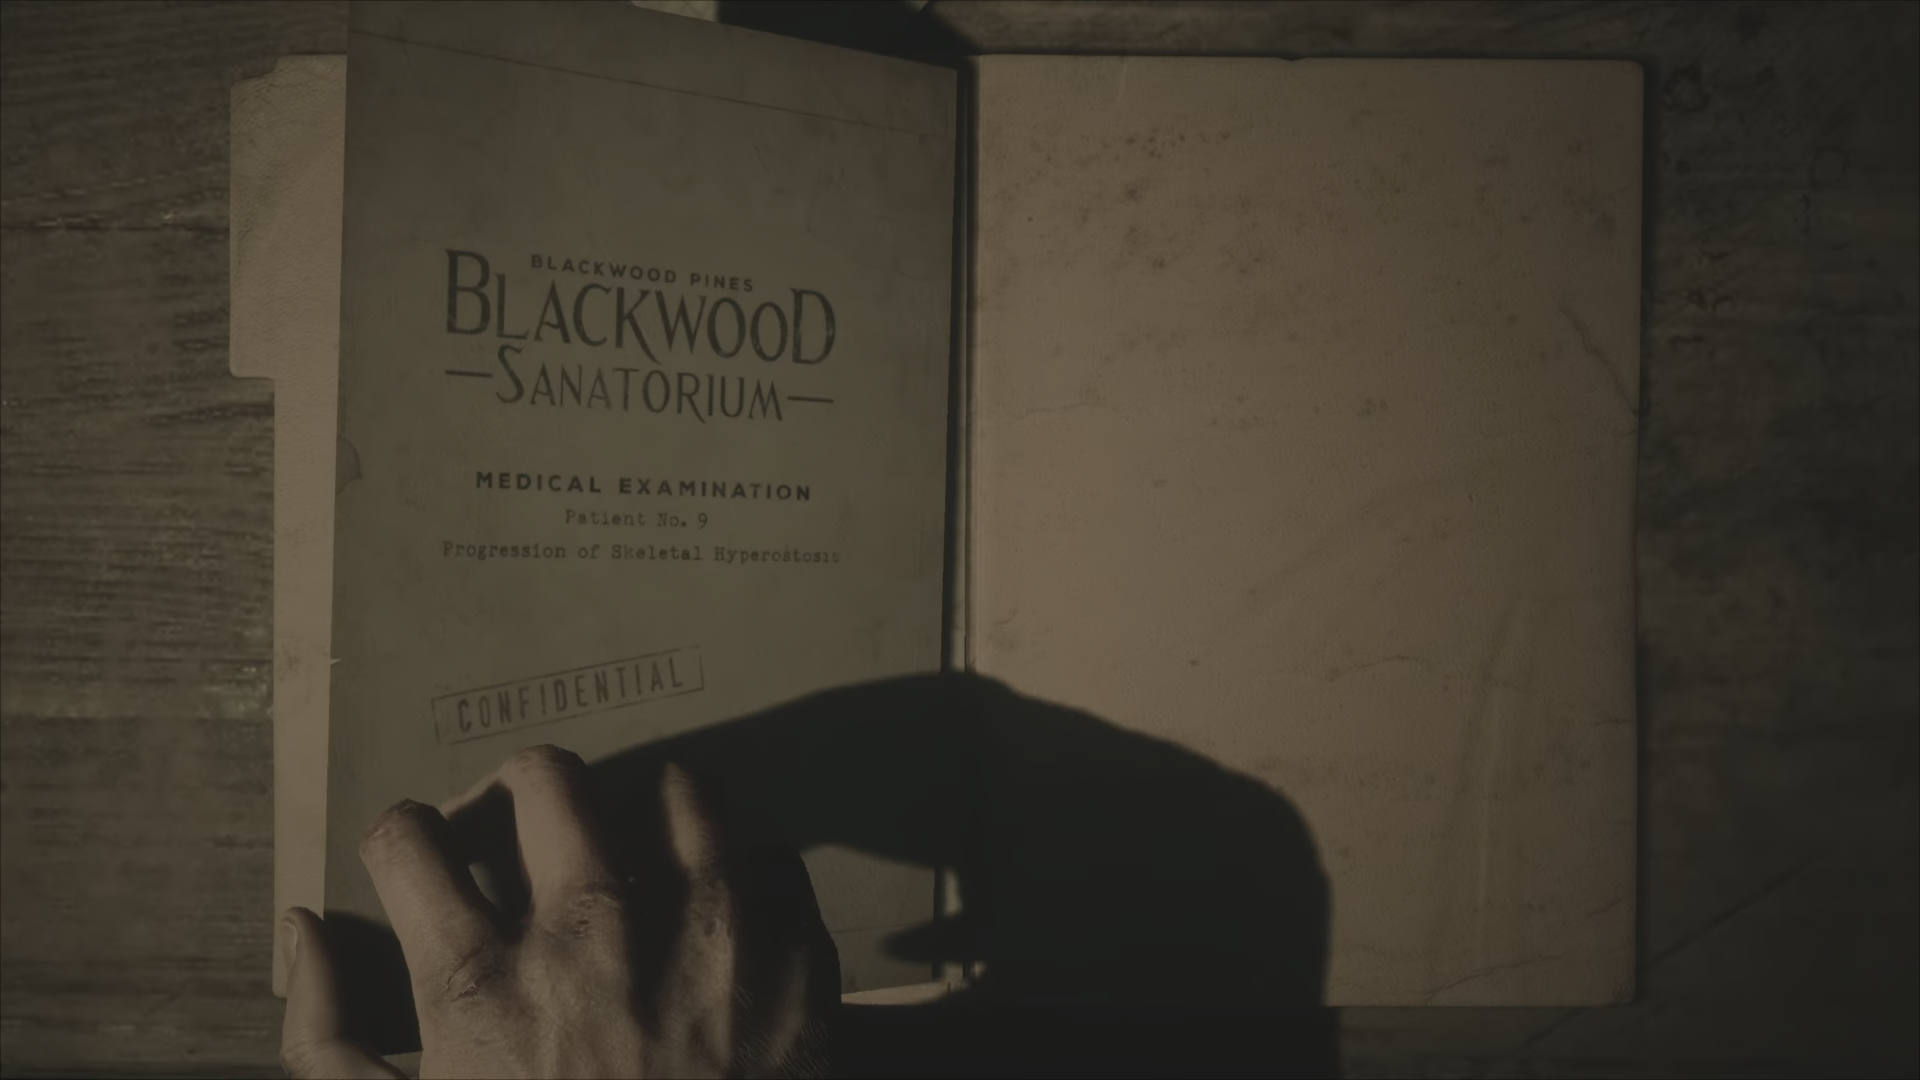 BLACKWOOD PINES
BLACKWOOD
SANATORIUM
MEDICAL EXAMINATION
Patient No. 9
Progression of Skeletal Hyperostosis
CONFIDENTIAL